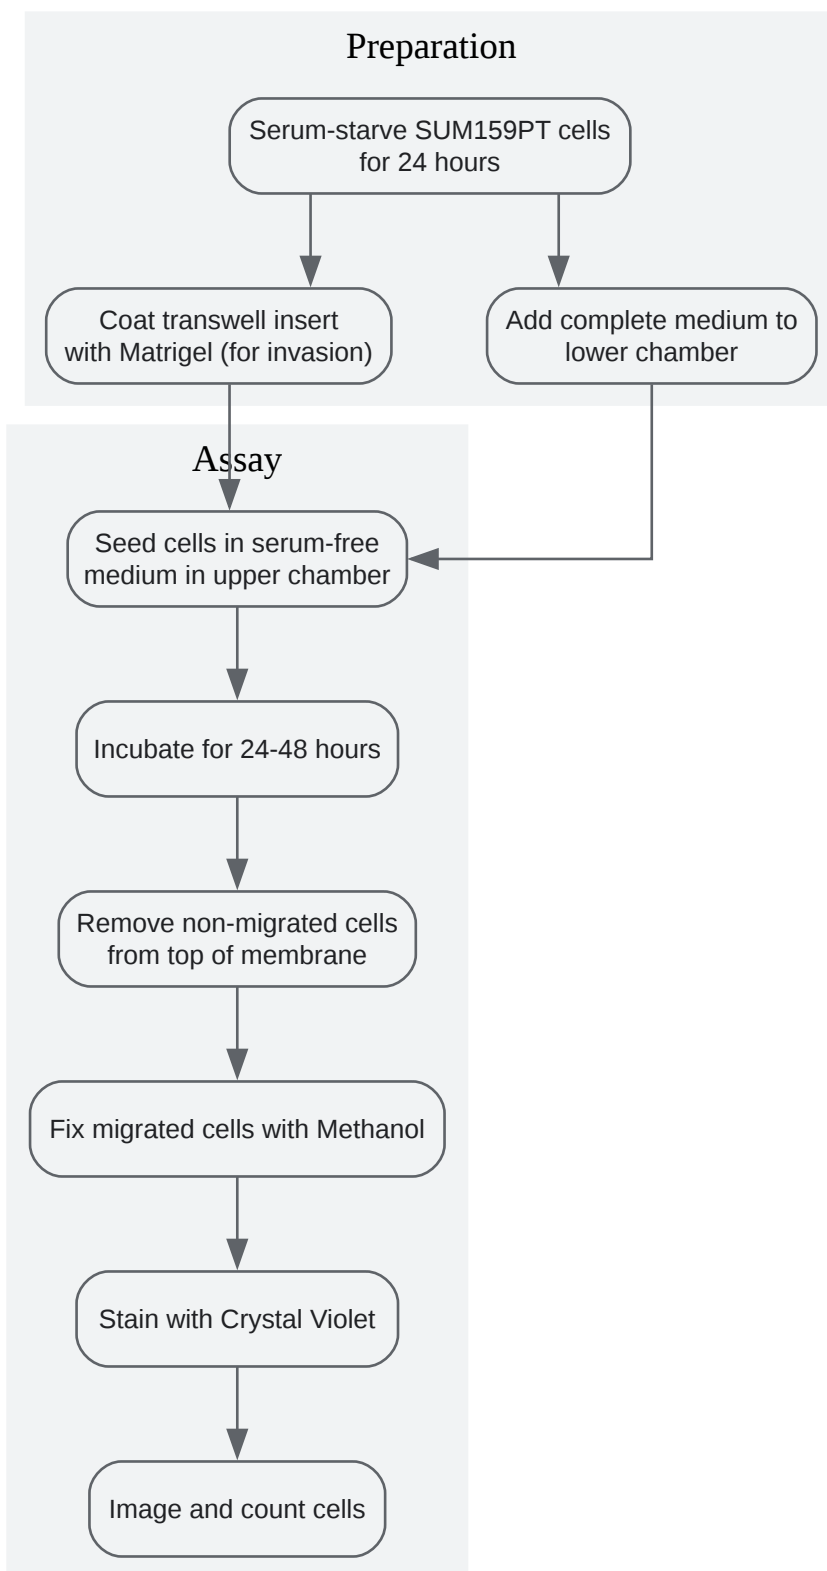 Preparation
Serum-starve SUM159PT cells
for 24 hours
Coat transwell insert
with Matrigel (for invasion)
Add complete medium to
lower chamber
Assay
Seed cells in serum-free
medium in upper chamber
Incubate for 24-48 hours
Remove non-migrated cells
from top of membrane
Fix migrated cells with Methanol
Stain with Crystal Violet
Image and count cells